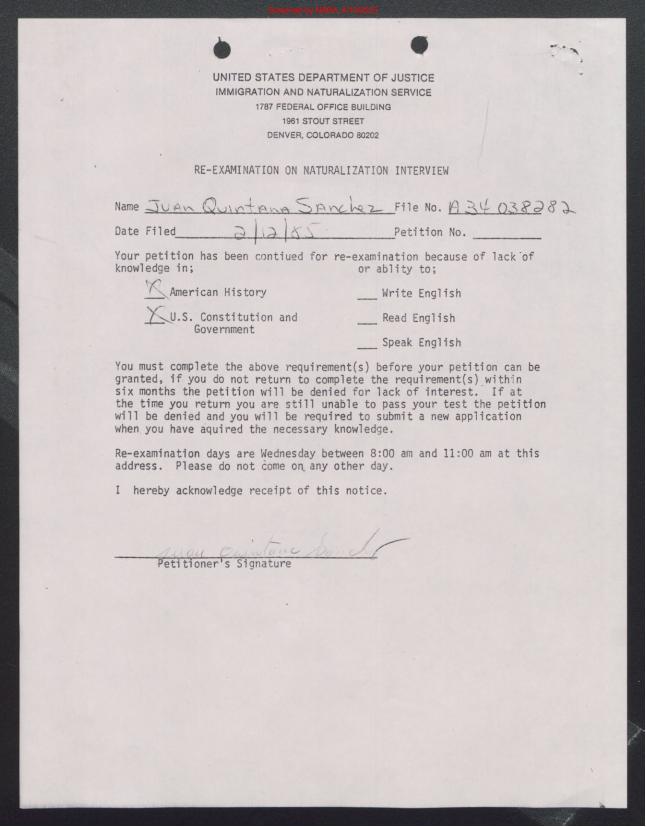 UNITED STATES DEPARTMENT OF JUSTICE
IMMIGRATION AND NATURALIZATION SERVICE
1787 FEDERAL OFFICE BUILDING
1961 STOUT STREET
DENVER, COLORADO 80202
RE-EXAMINATION ON NATURALIZATION INTERVIEW
Name Juan Quintana Sanchez File No. A34 038282
Date Filed 2/12/85 Petition No.
Your petition has been contiued for re-examination because of lack of
knowledge in; or ablity to;
X American History Write English
X U.S. Constitution and Read English
Government
Speak English
You must complete the above requirement(s) before your petition can be
granted, if you do not return to complete the requirement(s) within
six months the petition will be denied for lack of interest. If at
the time you return you are still unable to pass your test the petition
will be denied and you will be required to submit a new application
when you have aquired the necessary knowledge.
Re-examination days are Wednesday between 8:00 am and 11:00 am at this
address. Please do not come on any other day.
I hereby acknowledge receipt of this notice.
Juan Quintana Sanchez
Petitioner's Signature